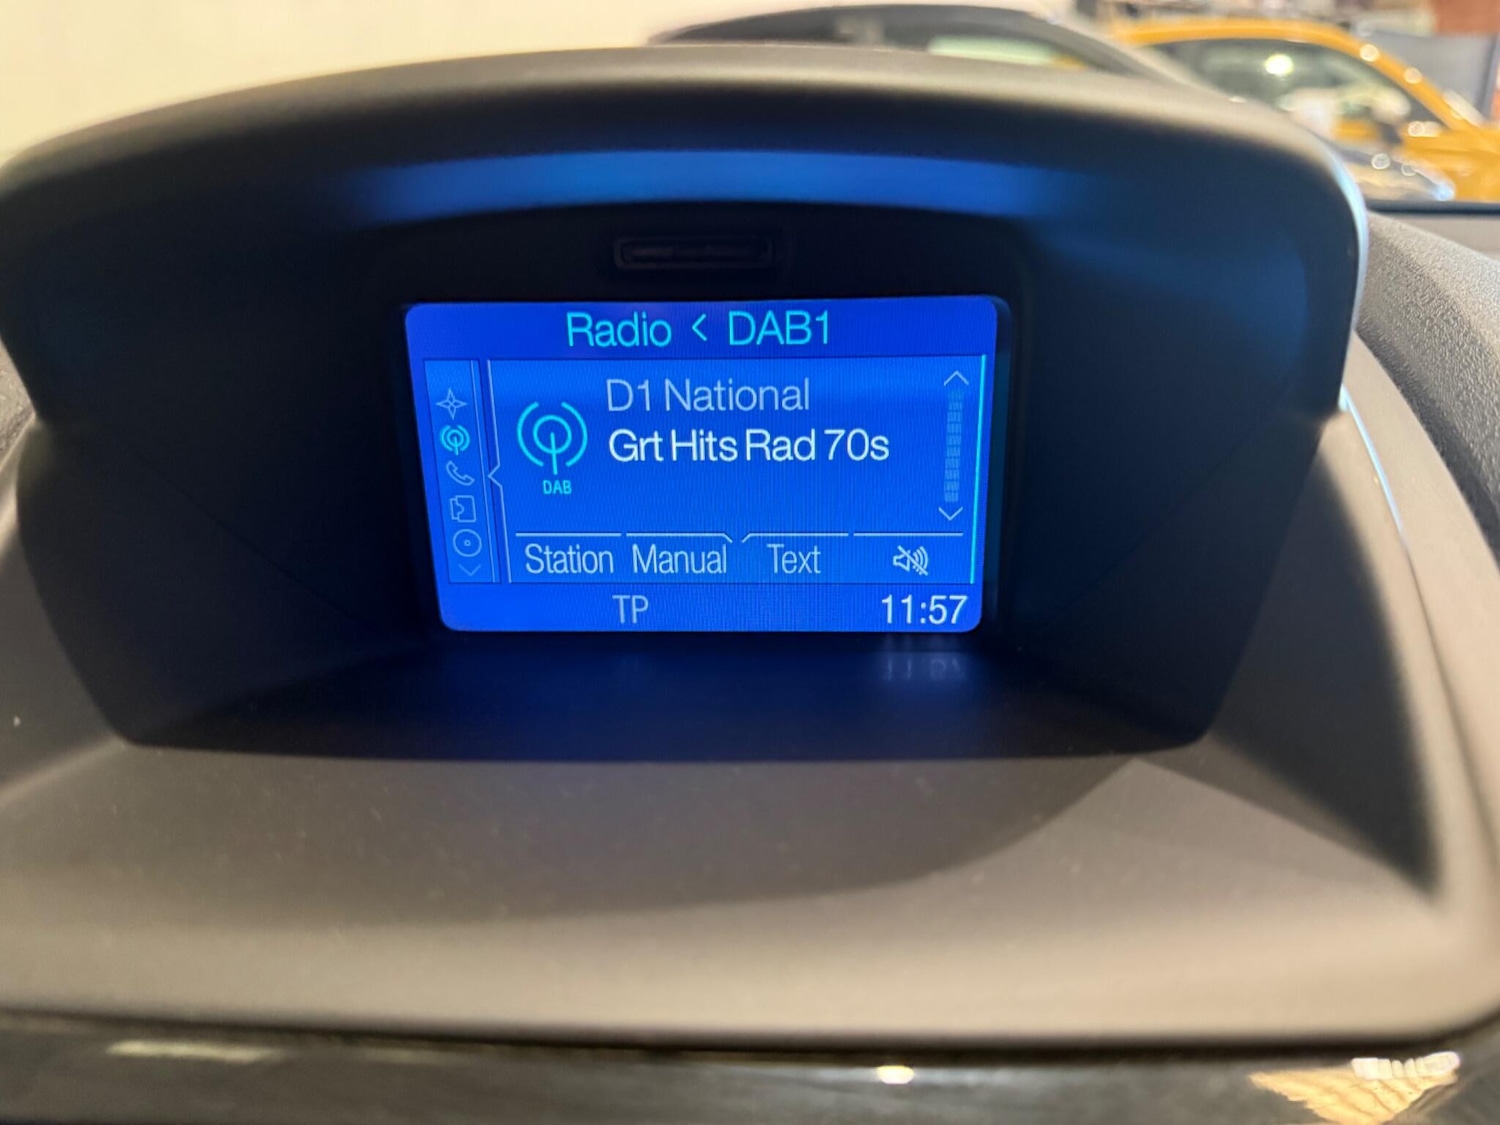 Radio < DAB1
D1 National
Grt Hits Rad 70s
DAB
Station Manual Text
TP 11:57